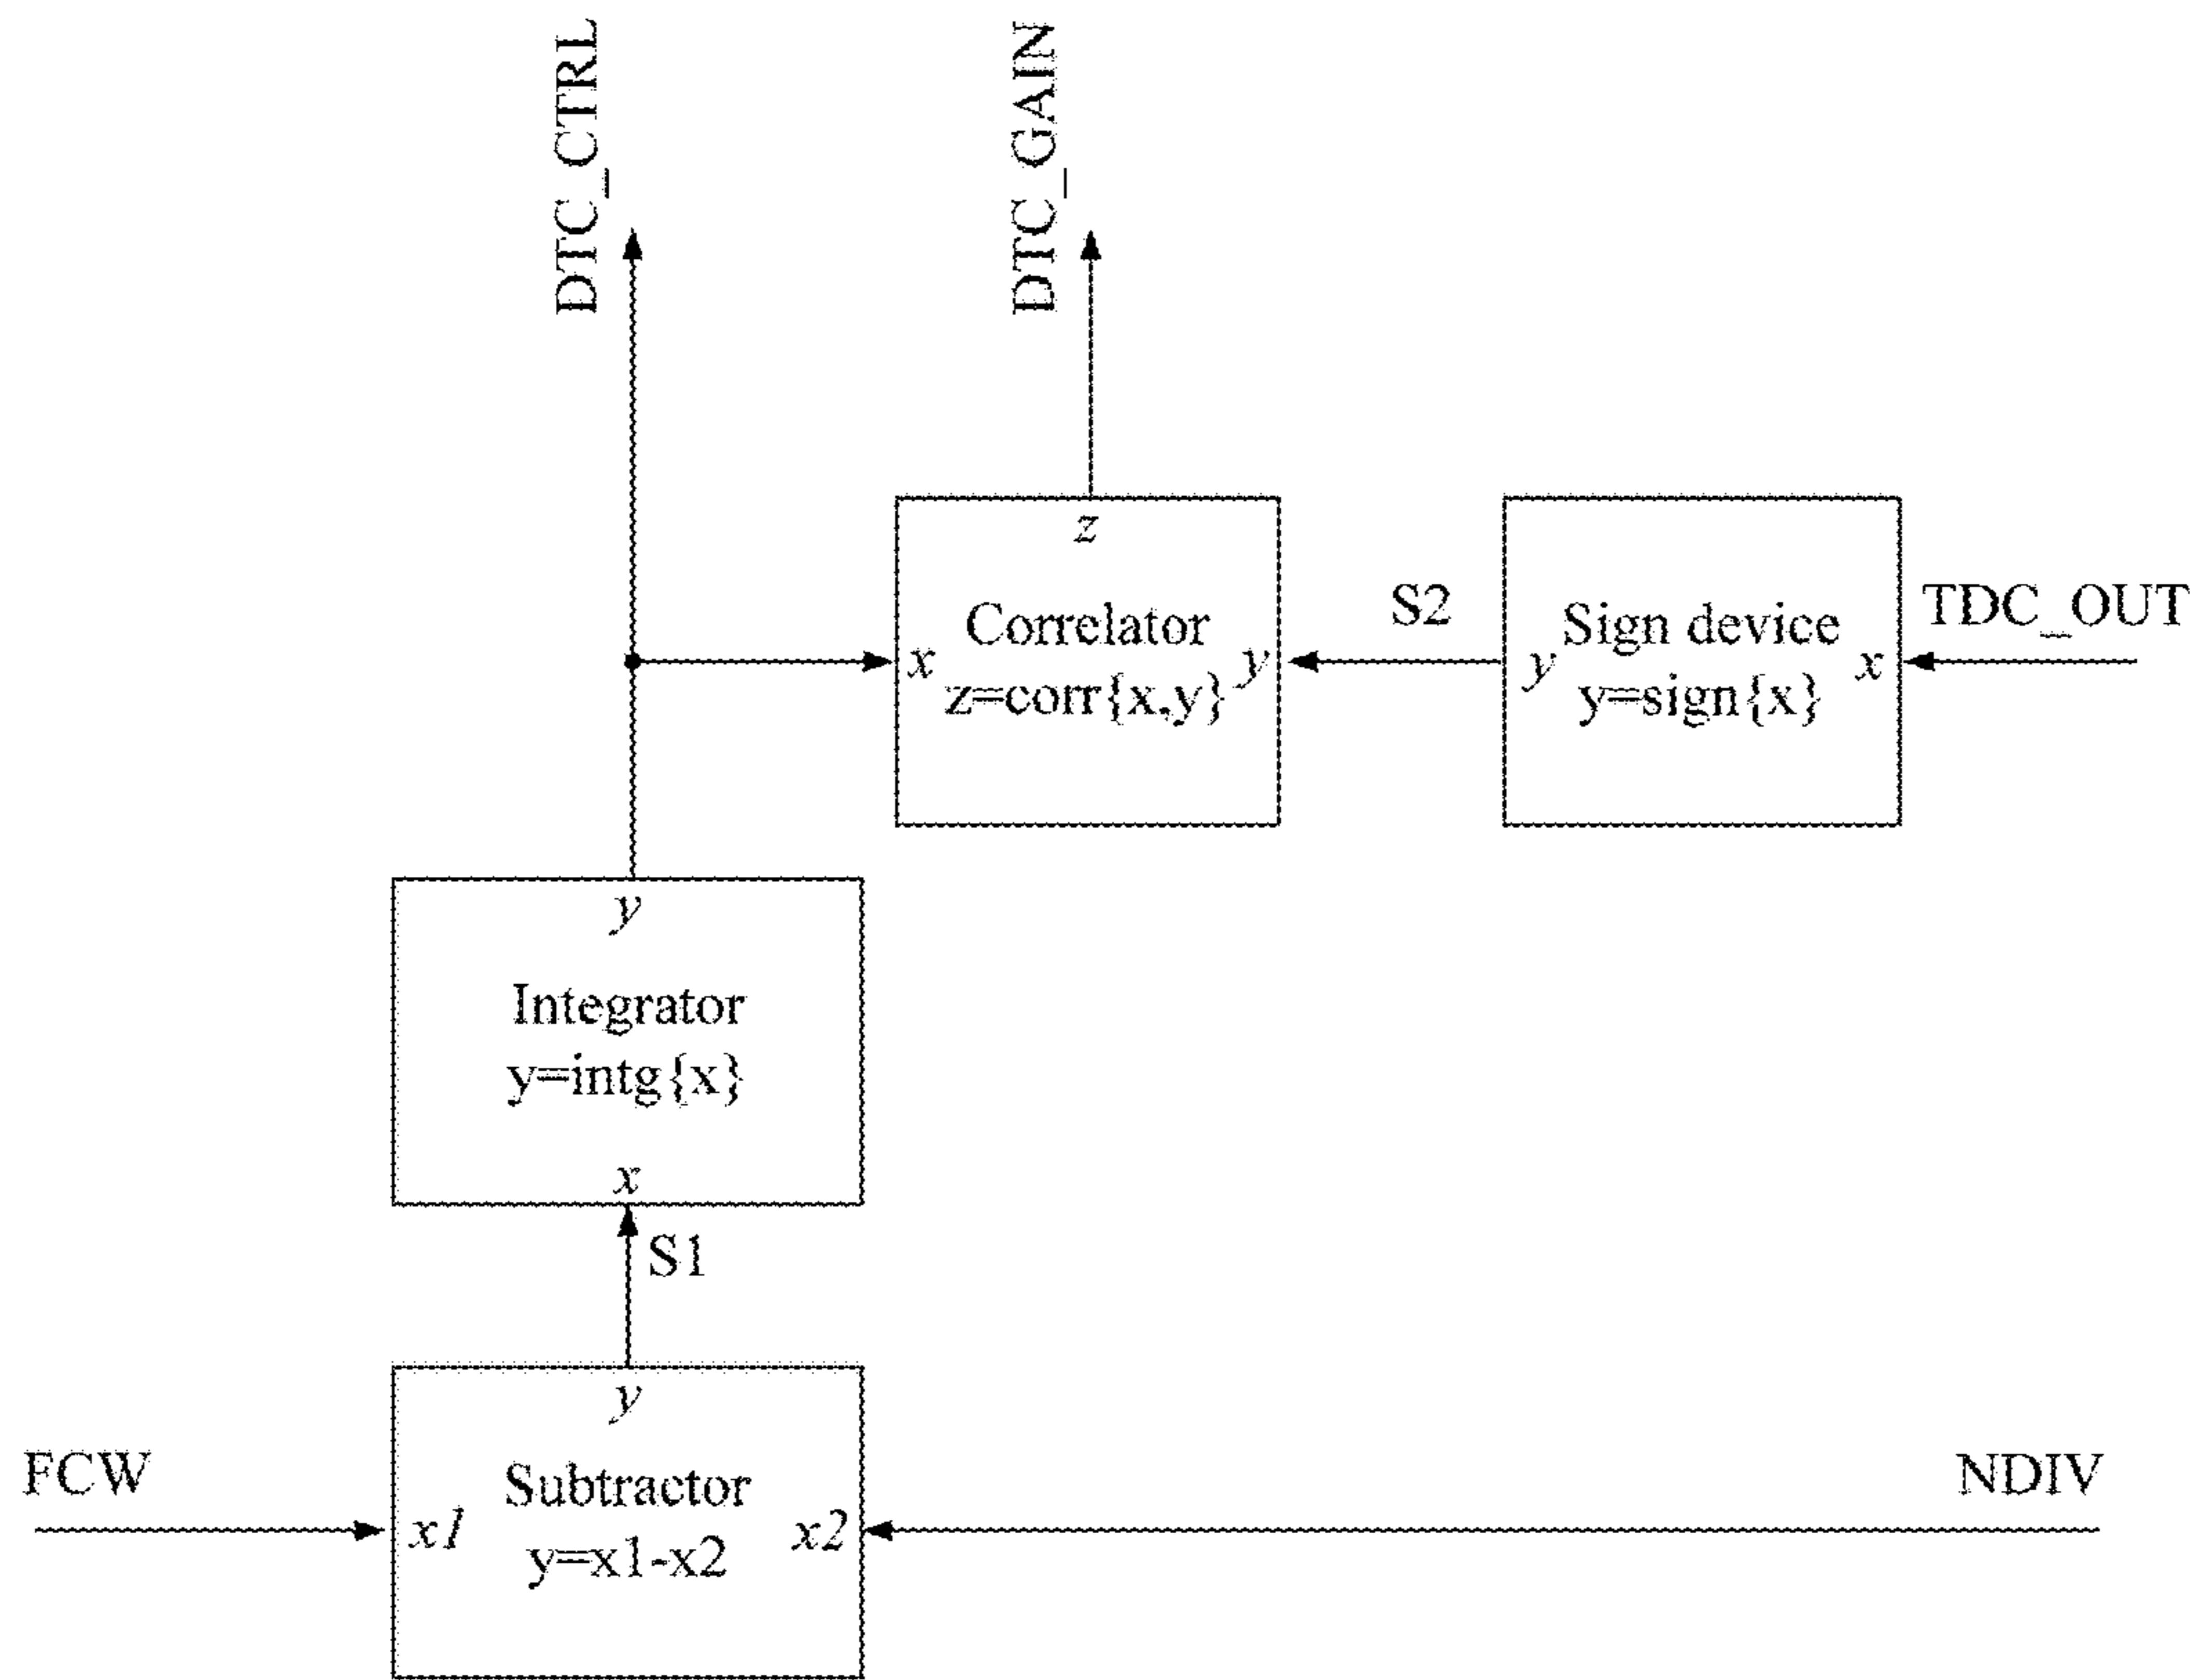 DTC_CTRL
DTC_GAIN
z
Correlator
x
z=corr{x,y}
y
S2
Sign device
y
y=sign{x}
x
TDC_OUT
y
Integrator
y=intg{x}
x
S1
y
FCW
Subtractor
x1
y=x1-x2
x2
NDIV